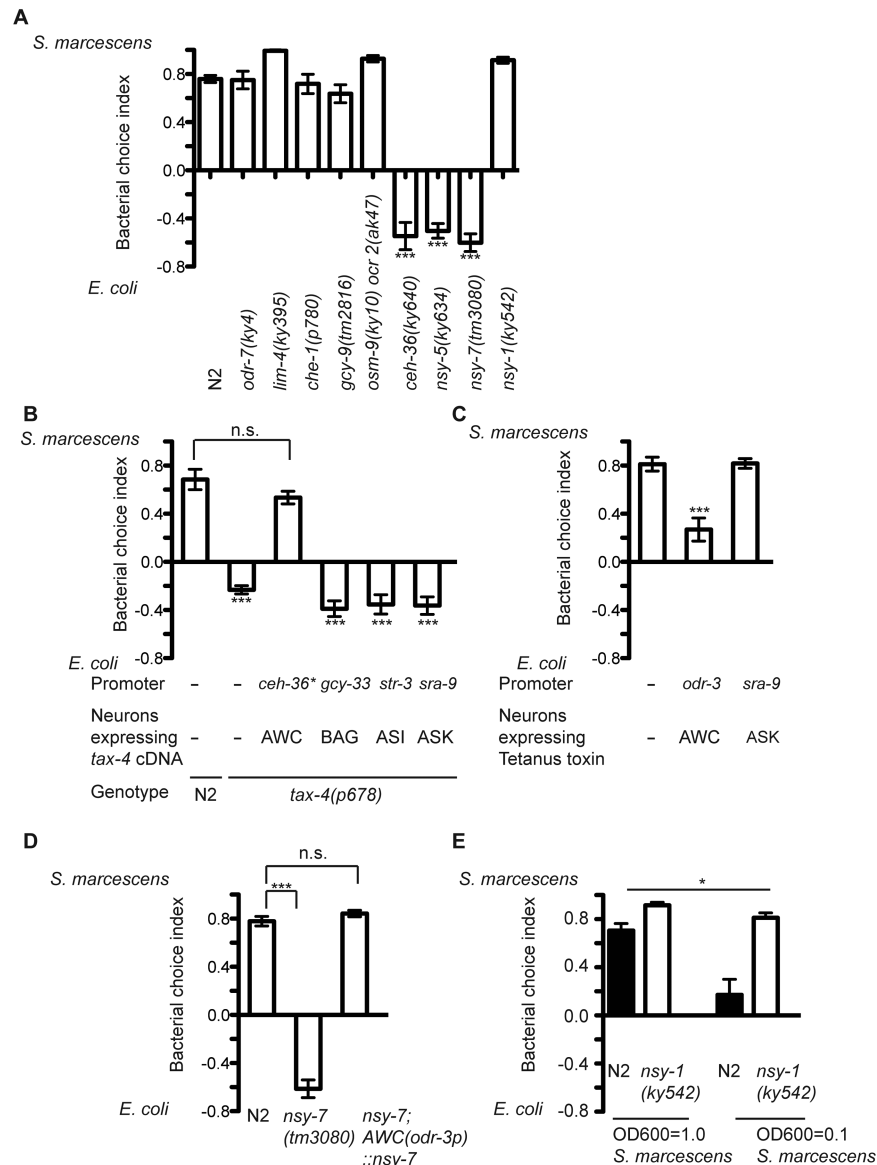 A
S. marcescens
Bacterial choice index
0.8
0.4
0.0
-0.4
-0.8
*** *** ***
E. coli
N2
odr-7(ky4)
lim-4(ky395)
che-1(p780)
gcy-9(tm2816)
osm-9(ky10) ocr 2(ak47)
ceh-36(ky640)
nsy-5(ky634)
nsy-7(tm3080)
nsy-1(ky542)
B
S. marcescens
n.s.
Bacterial choice index
0.8
0.4
0.0
-0.4
-0.8
*** *** *** ***
E. coli
Promoter – – ceh-36* gcy-33 str-3 sra-9
Neurons
expressing – – AWC BAG ASI ASK
tax-4 cDNA
Genotype N2 tax-4(p678)
C
S. marcescens
Bacterial choice index
0.8
0.4
0.0
-0.4
-0.8
***
E. coli
Promoter – odr-3 sra-9
Neurons
expressing – AWC ASK
Tetanus toxin
D
S. marcescens
n.s.
***
Bacterial choice index
0.8
0.4
0.0
-0.4
-0.8
E. coli
N2 nsy-7 nsy-7;
(tm3080) AWC(odr-3p)
::nsy-7
E
S. marcescens
*
Bacterial choice index
0.8
0.4
0.0
-0.4
-0.8
E. coli
N2 nsy-1 N2 nsy-1
(ky542) (ky542)
OD600=1.0 OD600=0.1
S. marcescens S. marcescens